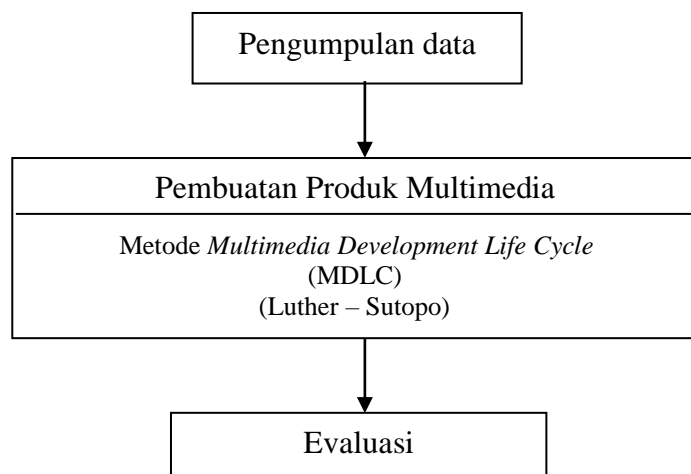 Pengumpulan data
Pembuatan Produk Multimedia
Metode Multimedia Development Life Cycle
(MDLC)
(Luther – Sutopo)
Evaluasi